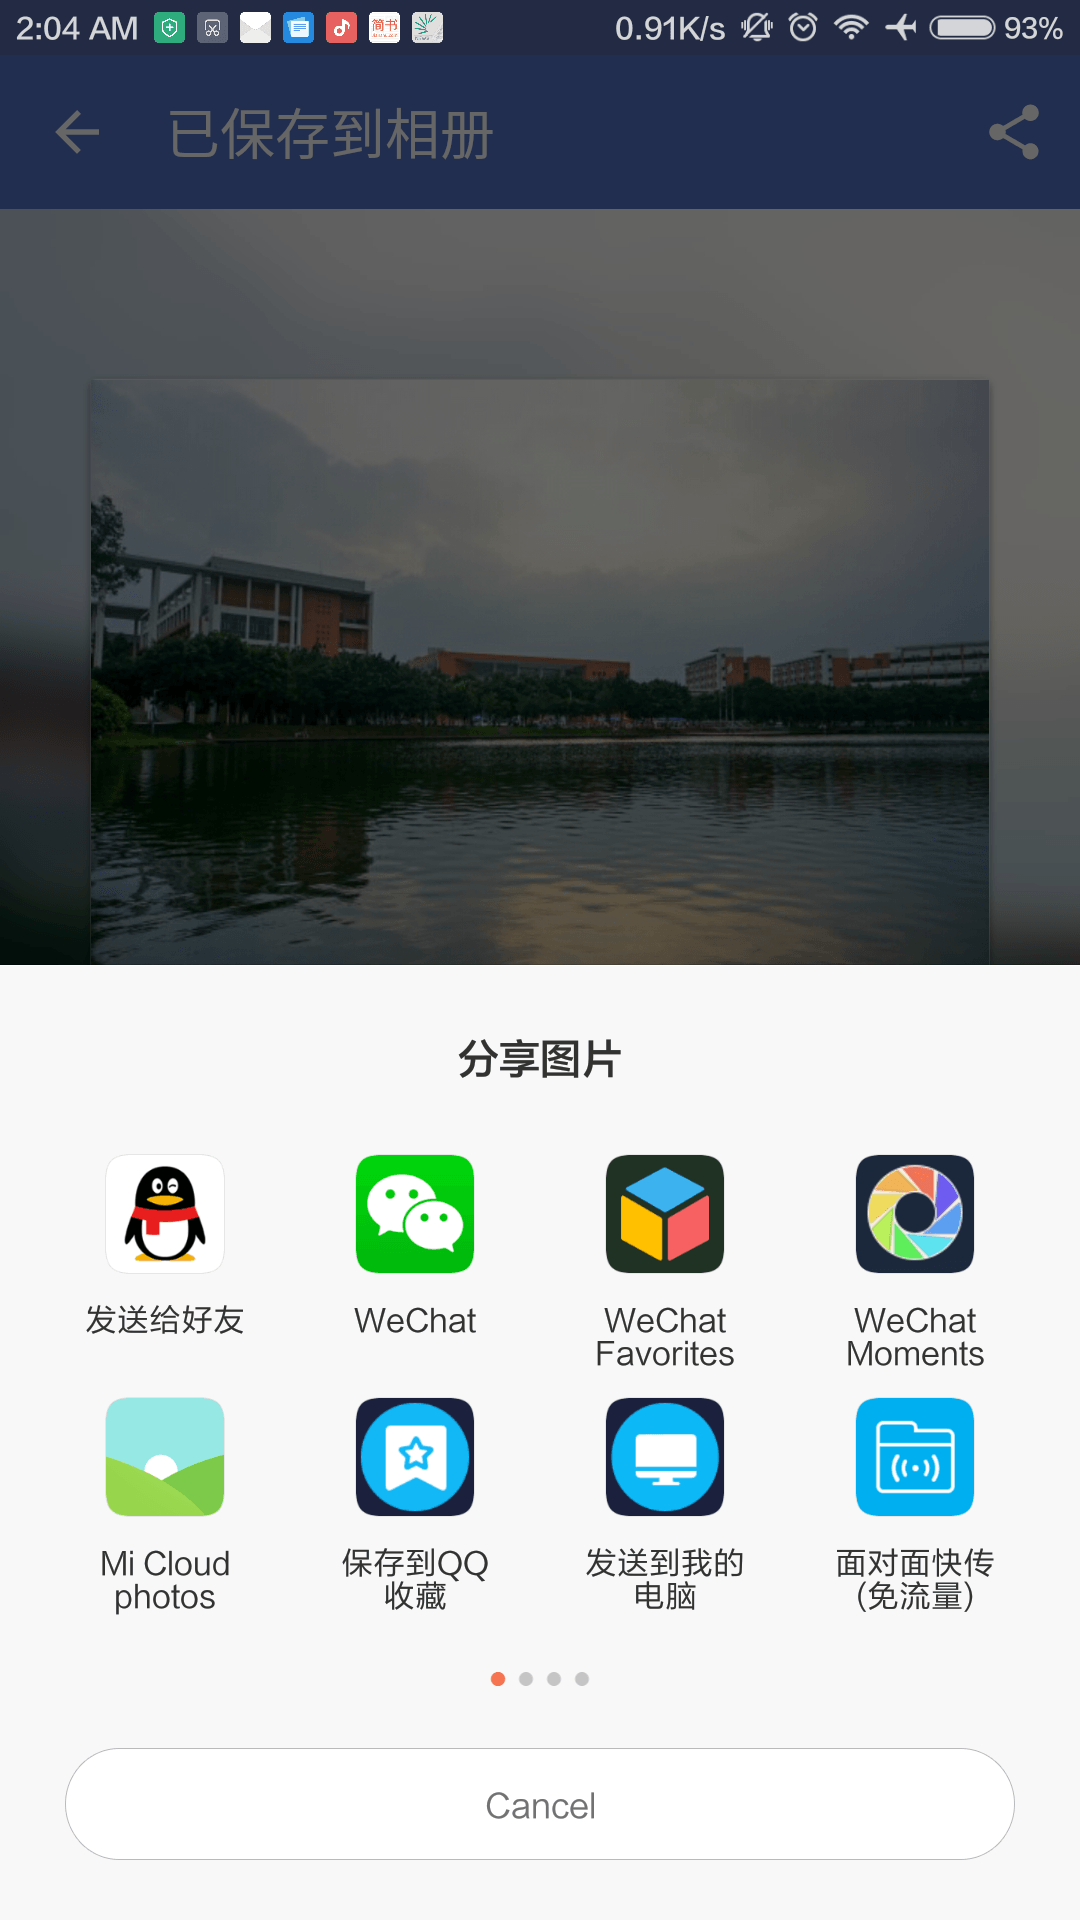 2:04 AM
简书
0.91K/s
93%
已保存到相册
分享图片
发送给好友
WeChat
WeChat
Favorites
WeChat
Moments
Mi Cloud
photos
保存到QQ
收藏
发送到我的
电脑
面对面快传
(免流量)
Cancel